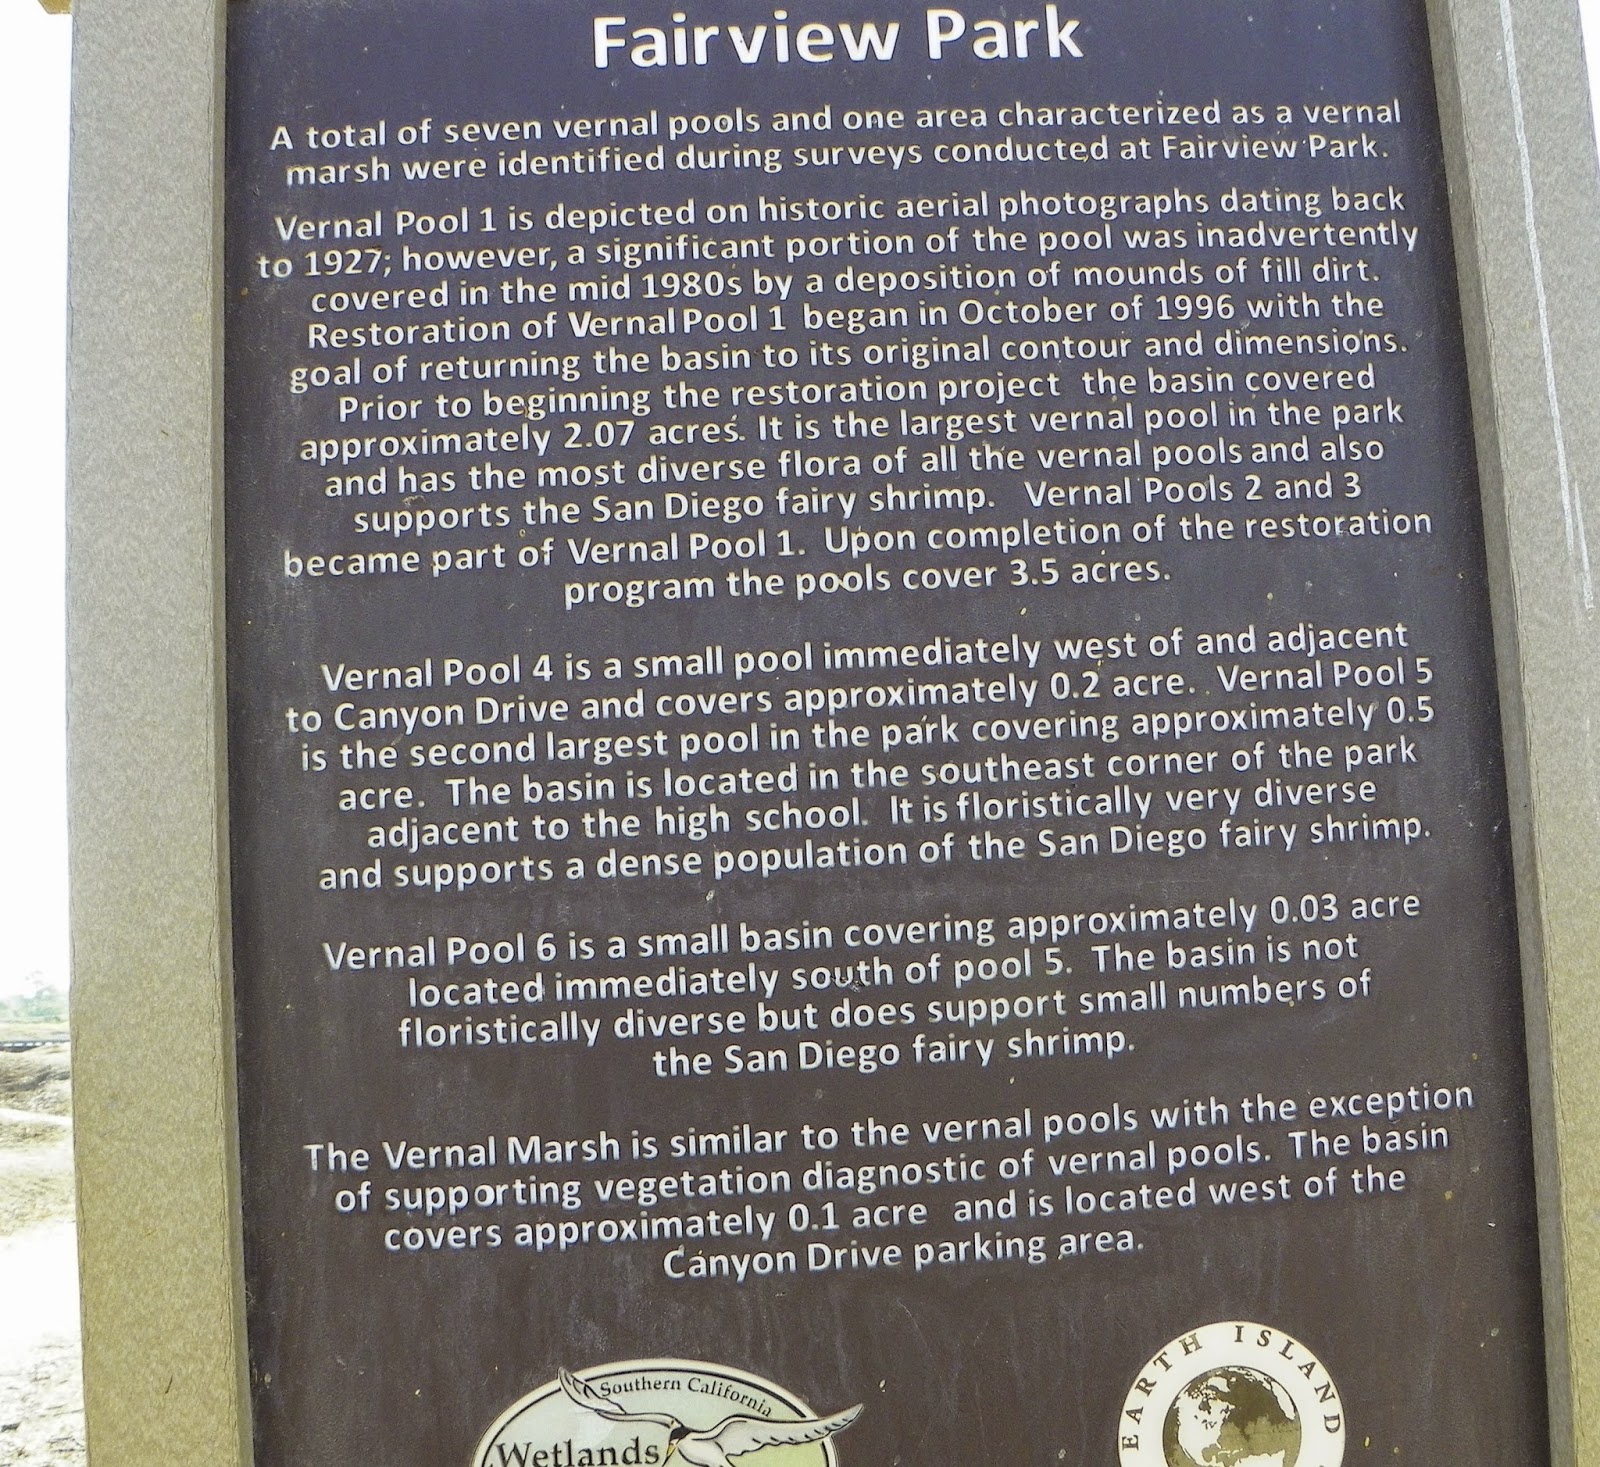 Fairview Park
A total of seven vernal pools and one area characterized as a vernal
marsh were identified during surveys conducted at Fairview Park.
Vernal Pool 1 is depicted on historic aerial photographs dating back
to 1927; however, a significant portion of the pool was inadvertently
covered in the mid 1980s by a deposition of mounds of fill dirt.
Restoration of Vernal Pool 1 began in October of 1996 with the
goal of returning the basin to its original contour and dimensions.
Prior to beginning the restoration project the basin covered
approximately 2.07 acres. It is the largest vernal pool in the park
and has the most diverse flora of all the vernal pools and also
supports the San Diego fairy shrimp. Vernal Pools 2 and 3
became part of Vernal Pool 1. Upon completion of the restoration
program the pools cover 3.5 acres.
Vernal Pool 4 is a small pool immediately west of and adjacent
to Canyon Drive and covers approximately 0.2 acre. Vernal Pool 5
is the second largest pool in the park covering approximately 0.5
acre. The basin is located in the southeast corner of the park
adjacent to the high school. It is floristically very diverse
and supports a dense population of the San Diego fairy shrimp.
Vernal Pool 6 is a small basin covering approximately 0.03 acre
located immediately south of pool 5. The basin is not
floristically diverse but does support small numbers of
the San Diego fairy shrimp.
The Vernal Marsh is similar to the vernal pools with the exception
of supporting vegetation diagnostic of vernal pools. The basin
covers approximately 0.1 acre and is located west of the
Canyon Drive parking area.
Southern California
Wetlands
EARTH ISLAND